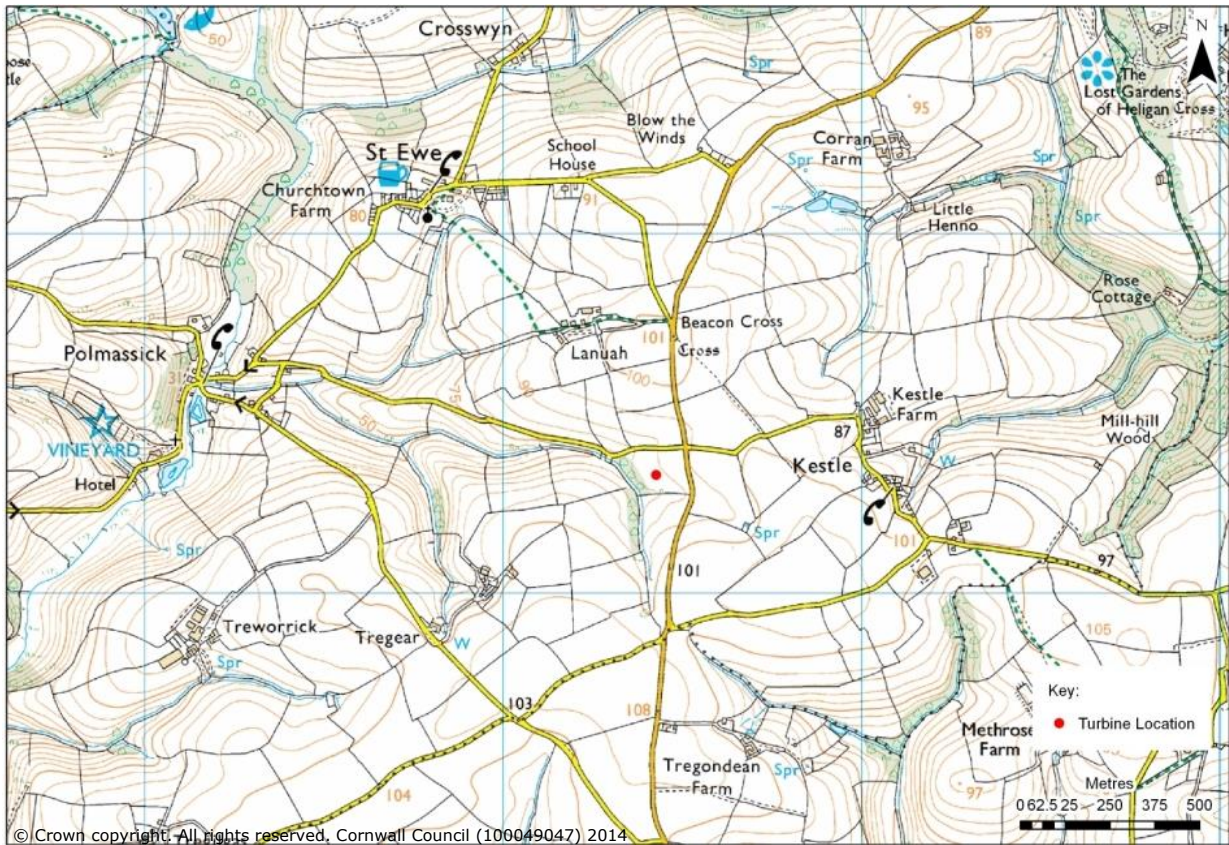 50
Crosswyn
89
N
Spr
The
Lost Gardens
of Heligan
Cross
95
Blow the
Winds
Corran
Farm
St Ewe
School
House
Spr
Spr
Churchtown
Farm
80
91
Little
Henno
Spr
Rose
Cottage
Beacon Cross
101
Cross
Lanuah
100
Polmassick
31
75
90
Kestle
Farm
50
87
Mill-hill
Wood
VINEYARD
Kestle
W
Hotel
Spr
Spr
101
101
97
Treworrick
Tregear
W
105
Spr
Key:
Turbine Location
103
108
Methrose
Farm
Tregondean
Farm
Spr
97
Metres
104
0 62.5 25 250 375 500
© Crown copyright. All rights reserved. Cornwall Council (100049047) 2014